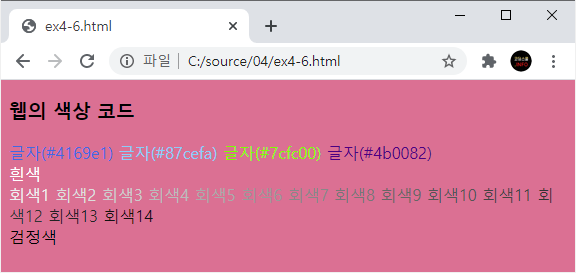 ex4-6.html
파일 C:/source/04/ex4-6.html
웹의 색상 코드
글자(#4169e1) 글자(#87cefa) 글자(#7cfc00) 글자(#4b0082)
흰색
회색1 회색2 회색3 회색4 회색5 회색6 회색7 회색8 회색9 회색10 회색11 회
색12 회색13 회색14
검정색